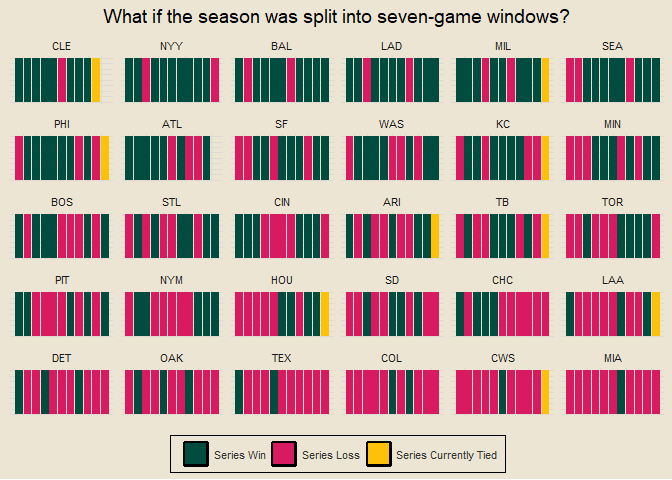 What if the season was split into seven-game windows?
CLE NYY BAL LAD MIL SEA
PHI ATL SF WAS KC MIN
BOS STL CIN ARI TB TOR
PIT NYM HOU SD CHC LAA
DET OAK TEX COL CWS MIA
Series Win Series Loss Series Currently Tied